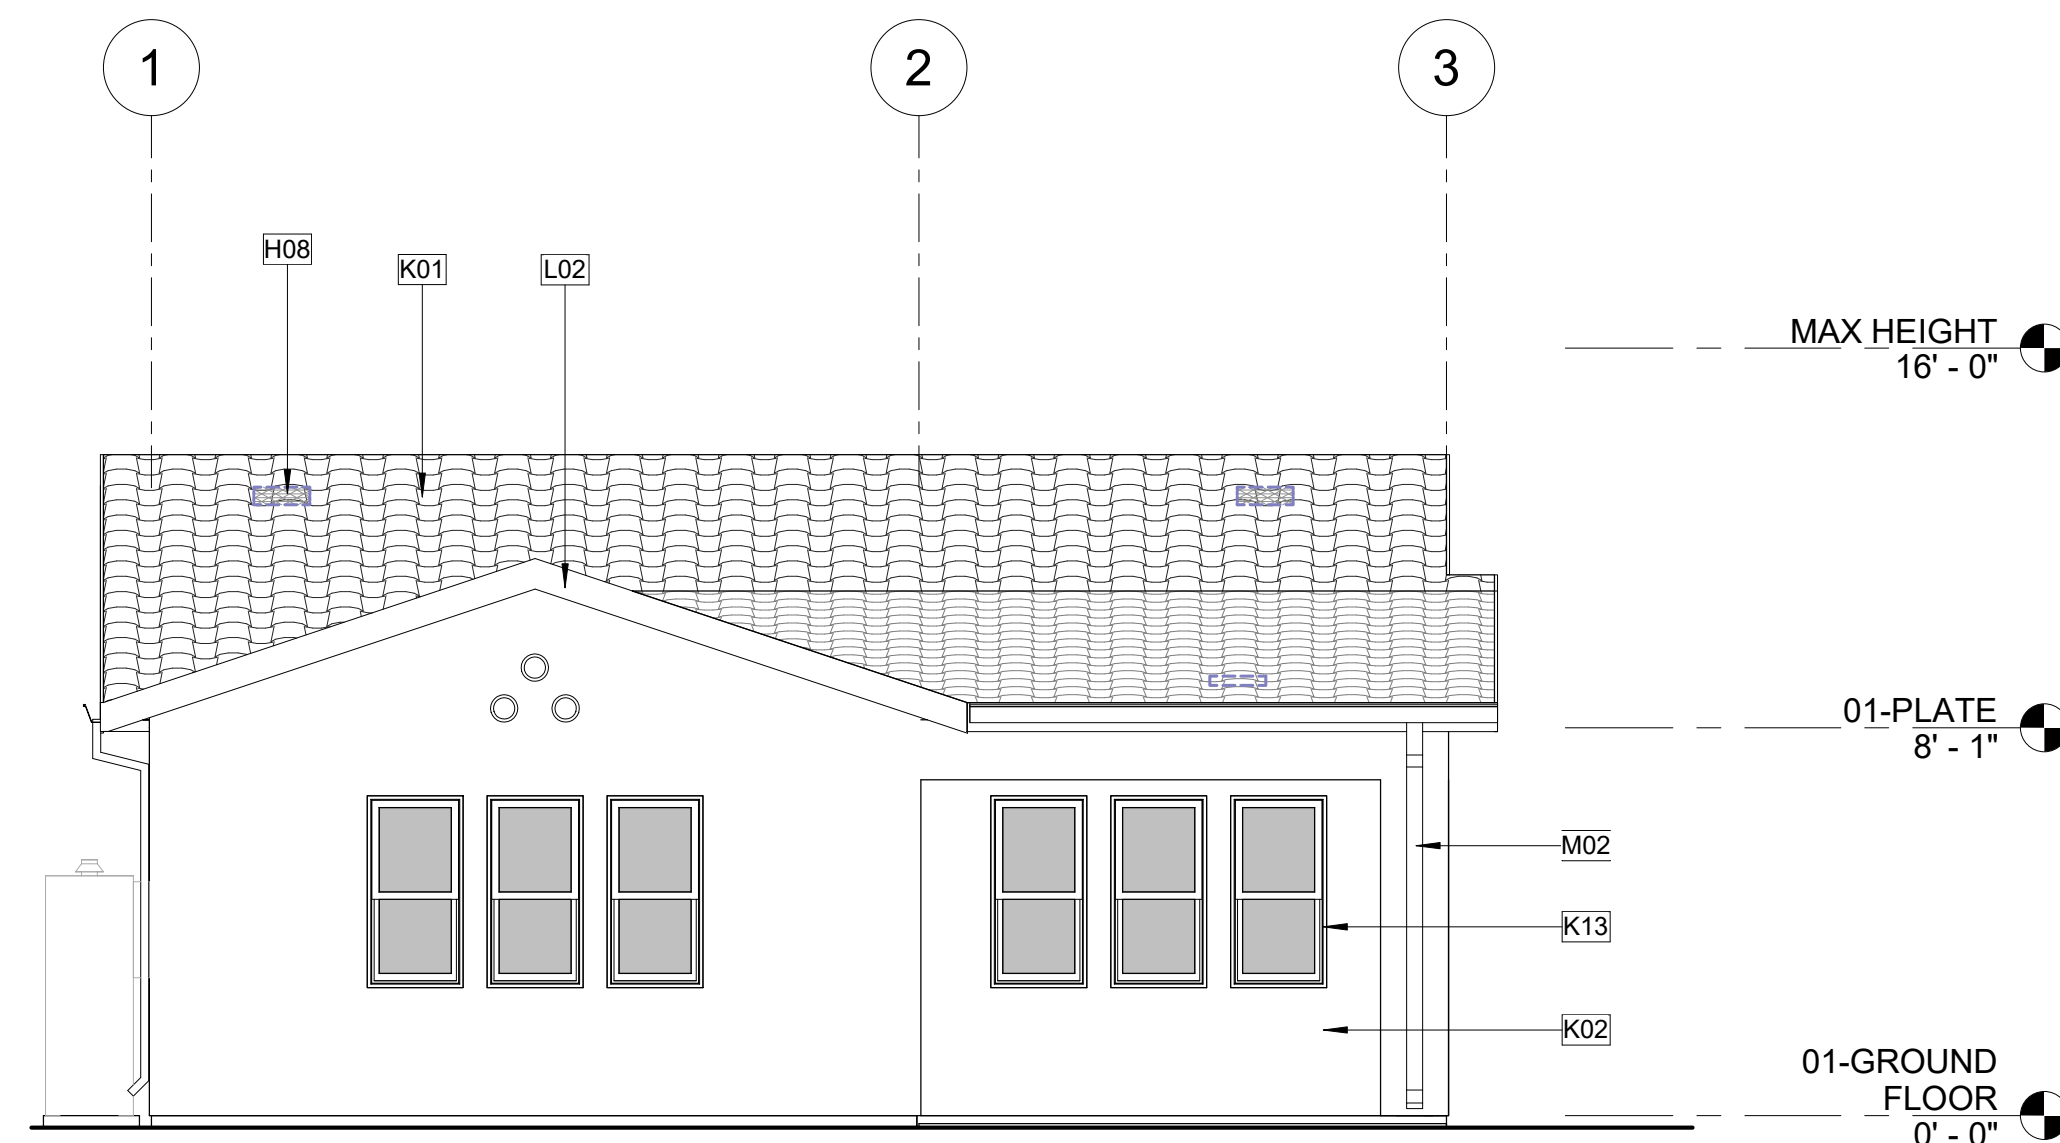 1
2
3
H08
K01
L02
MAX HEIGHT
16' - 0"
01-PLATE
8' - 1"
M02
K13
K02
01-GROUND
FLOOR
0' - 0"